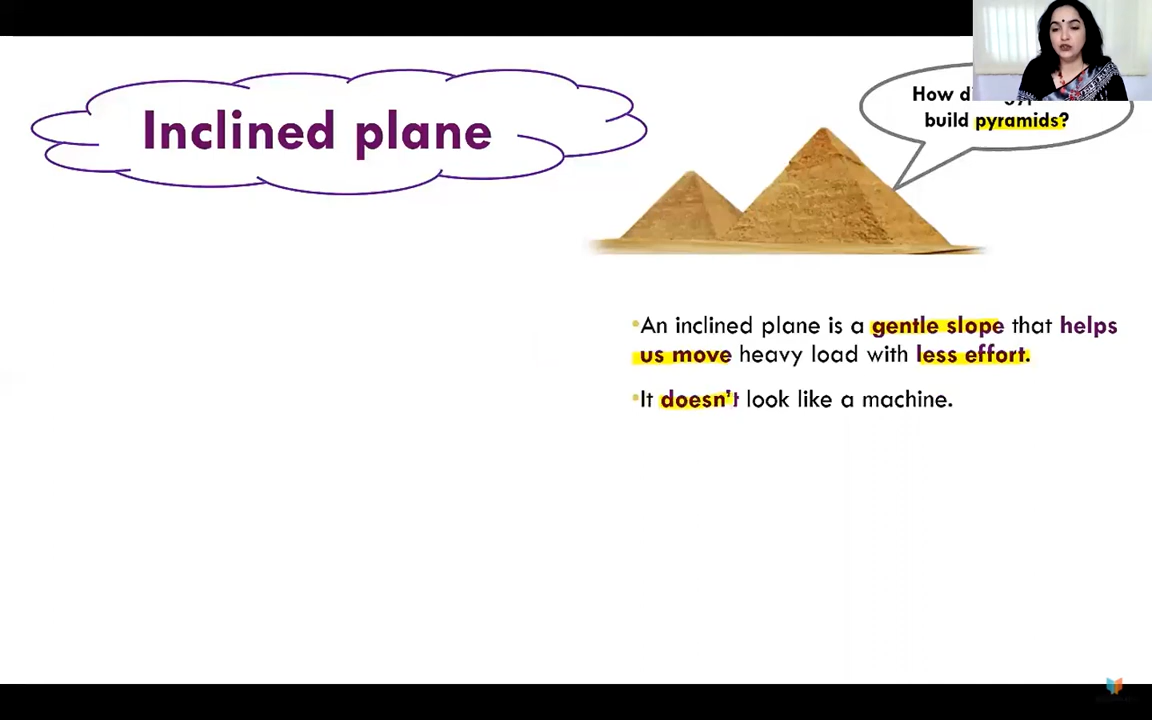 Inclined plane
How
build pyramids?
•An inclined plane is a gentle slope that helps
us move heavy load with less effort.
•It doesn't look like a machine.